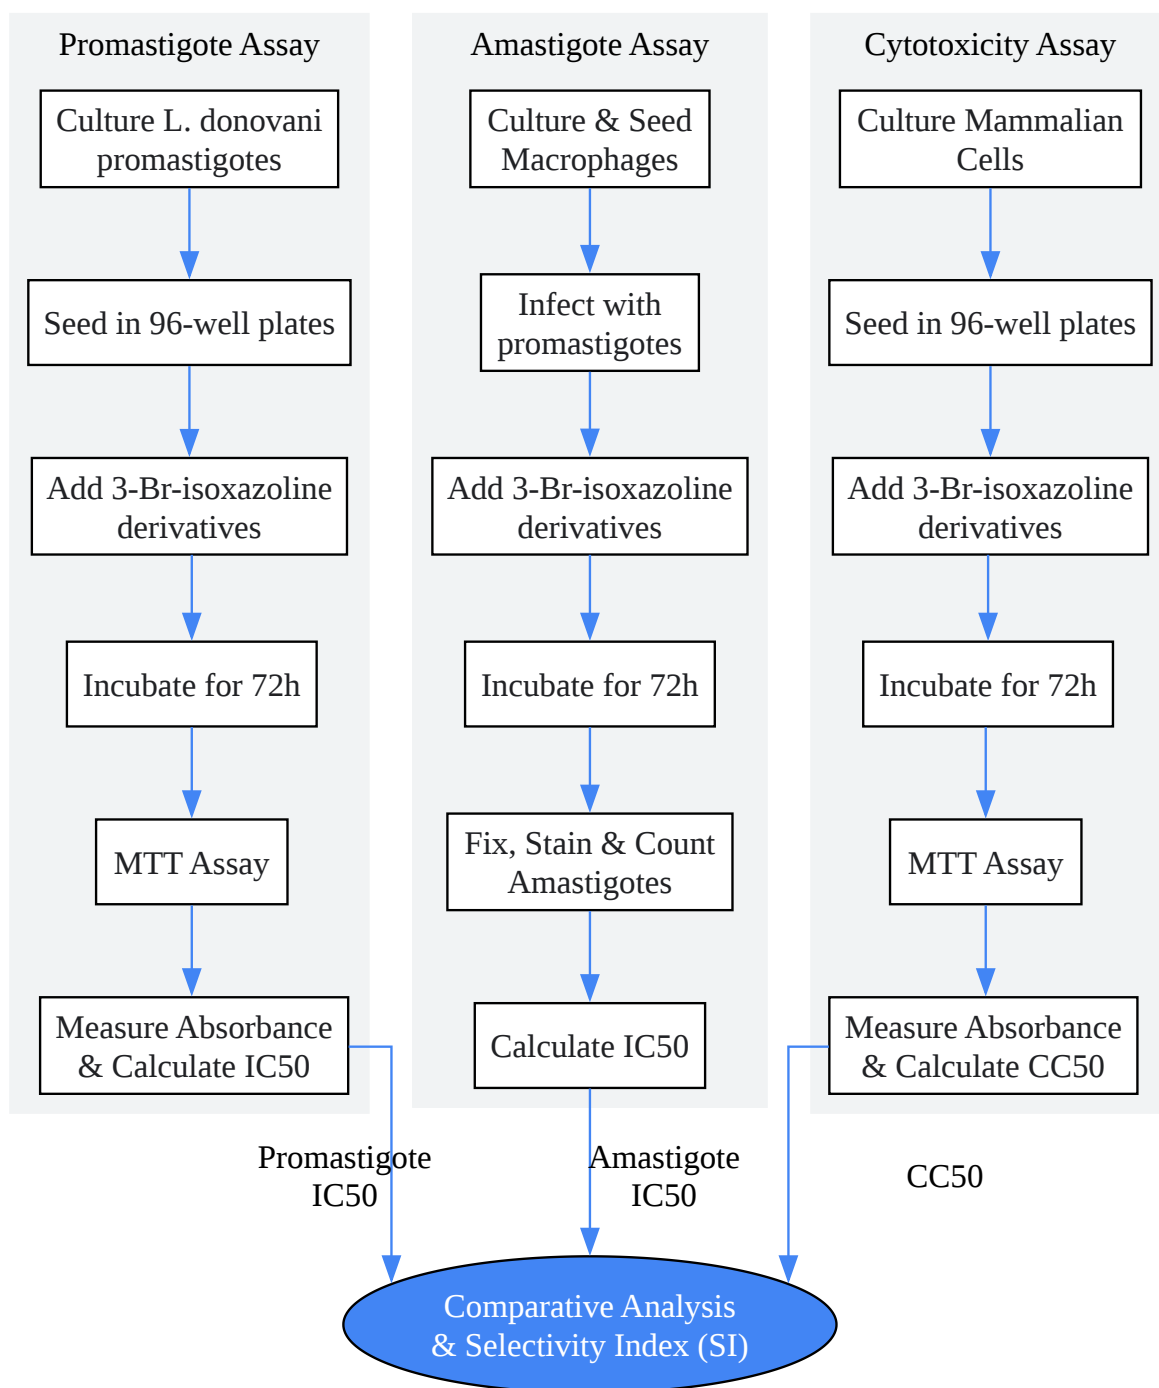 Promastigote Assay
Culture L. donovani
promastigotes
Seed in 96-well plates
Add 3-Br-isoxazoline
derivatives
Incubate for 72h
MTT Assay
Measure Absorbance
& Calculate IC50
Promastigote
IC50
Amastigote Assay
Culture & Seed
Macrophages
Infect with
promastigotes
Add 3-Br-isoxazoline
derivatives
Incubate for 72h
Fix, Stain & Count
Amastigotes
Calculate IC50
Amastigote
IC50
Cytotoxicity Assay
Culture Mammalian
Cells
Seed in 96-well plates
Add 3-Br-isoxazoline
derivatives
Incubate for 72h
MTT Assay
Measure Absorbance
& Calculate CC50
CC50
Comparative Analysis
& Selectivity Index (SI)